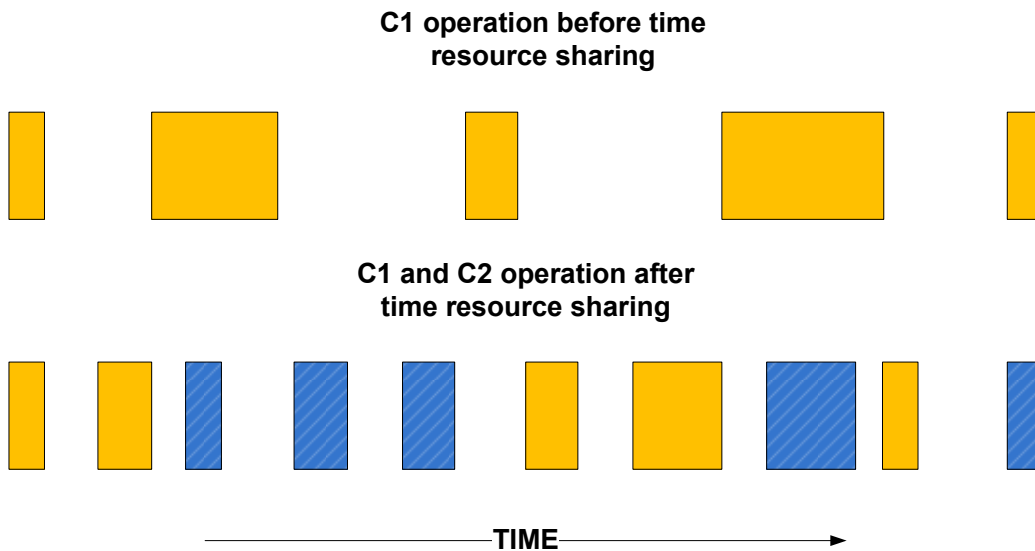 C1 operation before time
resource sharing
C1 and C2 operation after
time resource sharing
TIME